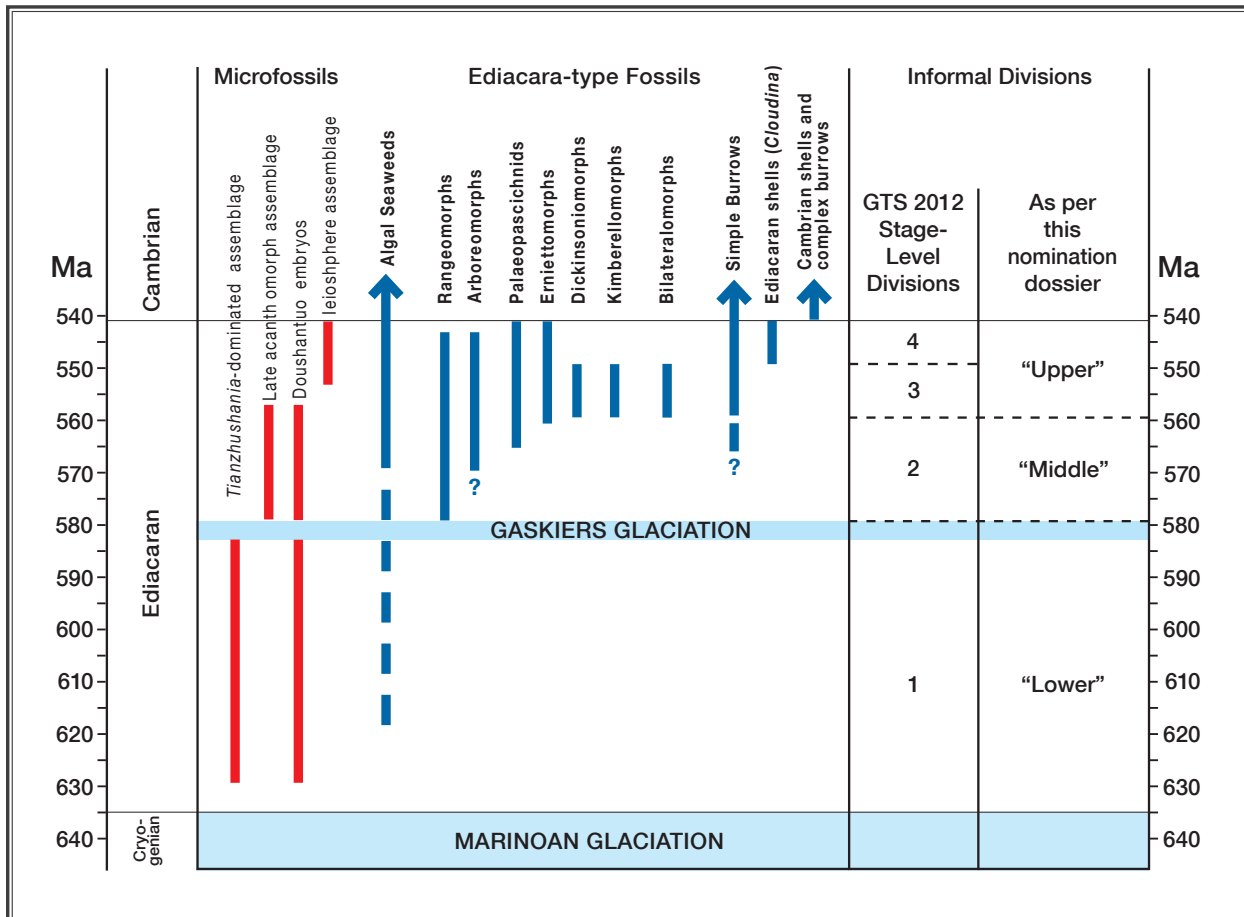 Microfossils
Ediacara-type Fossils
Informal Divisions
Tianzhushania-dominated assemblage
Late acanthomorph assemblage
Doushantuo embryos
leioshphere assemblage
Algal Seaweeds
Rangeomorphs
Arboreomorphs
Palaeopascichnids
Erniettomorphs
Dickinsoniomorphs
Kimberellomorphs
Bilateralomorphs
Simple Burrows
Ediacaran shells (Cloudina)
Cambrian shells and
complex burrows
GTS 2012
Stage-
Level
Divisions
As per
this
nomination
dossier
Ma
Cambrian
Ediacaran
Cryo-
genian
540
550
560
570
580
590
600
610
620
630
640
?
?
GASKIERS GLACIATION
MARINOAN GLACIATION
4
3
2
1
"Upper"
"Middle"
"Lower"
Ma
540
550
560
570
580
590
600
610
620
630
640